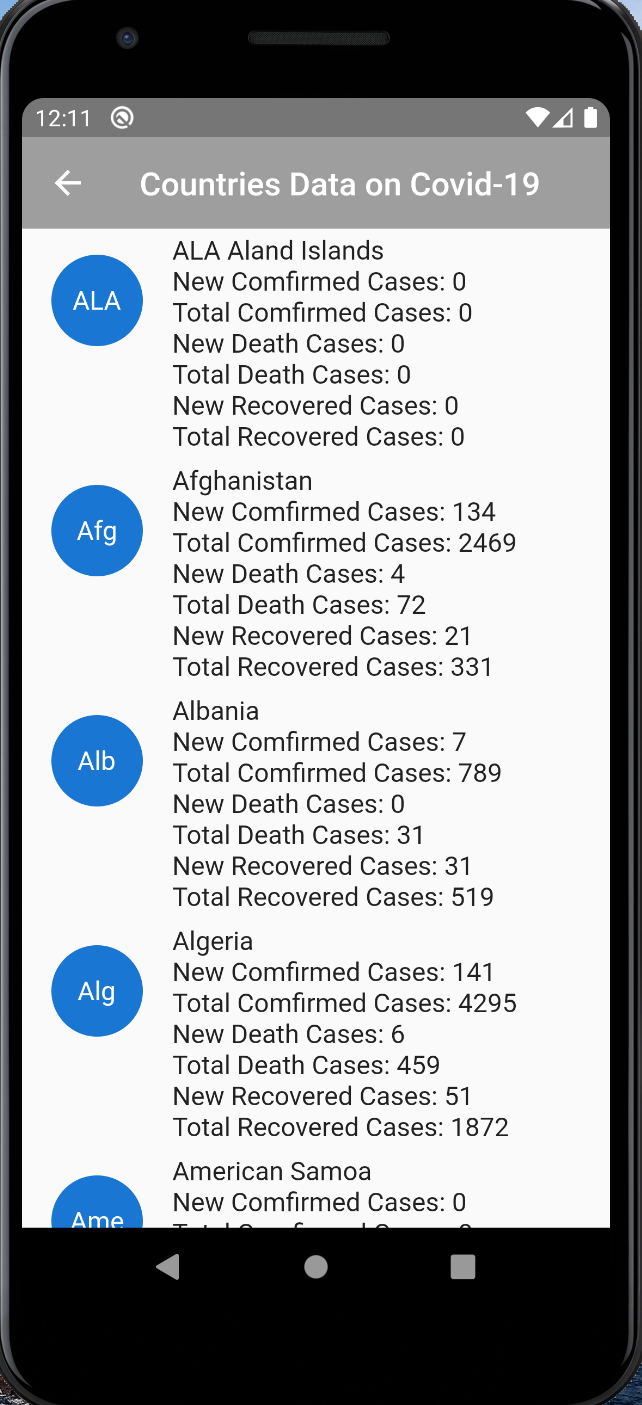 12:11
Countries Data on Covid-19
ALA
ALA Aland Islands
New Comfirmed Cases: 0
Total Comfirmed Cases: 0
New Death Cases: 0
Total Death Cases: 0
New Recovered Cases: 0
Total Recovered Cases: 0
Afg
Afghanistan
New Comfirmed Cases: 134
Total Comfirmed Cases: 2469
New Death Cases: 4
Total Death Cases: 72
New Recovered Cases: 21
Total Recovered Cases: 331
Alb
Albania
New Comfirmed Cases: 7
Total Comfirmed Cases: 789
New Death Cases: 0
Total Death Cases: 31
New Recovered Cases: 31
Total Recovered Cases: 519
Alg
Algeria
New Comfirmed Cases: 141
Total Comfirmed Cases: 4295
New Death Cases: 6
Total Death Cases: 459
New Recovered Cases: 51
Total Recovered Cases: 1872
Ame
American Samoa
New Comfirmed Cases: 0